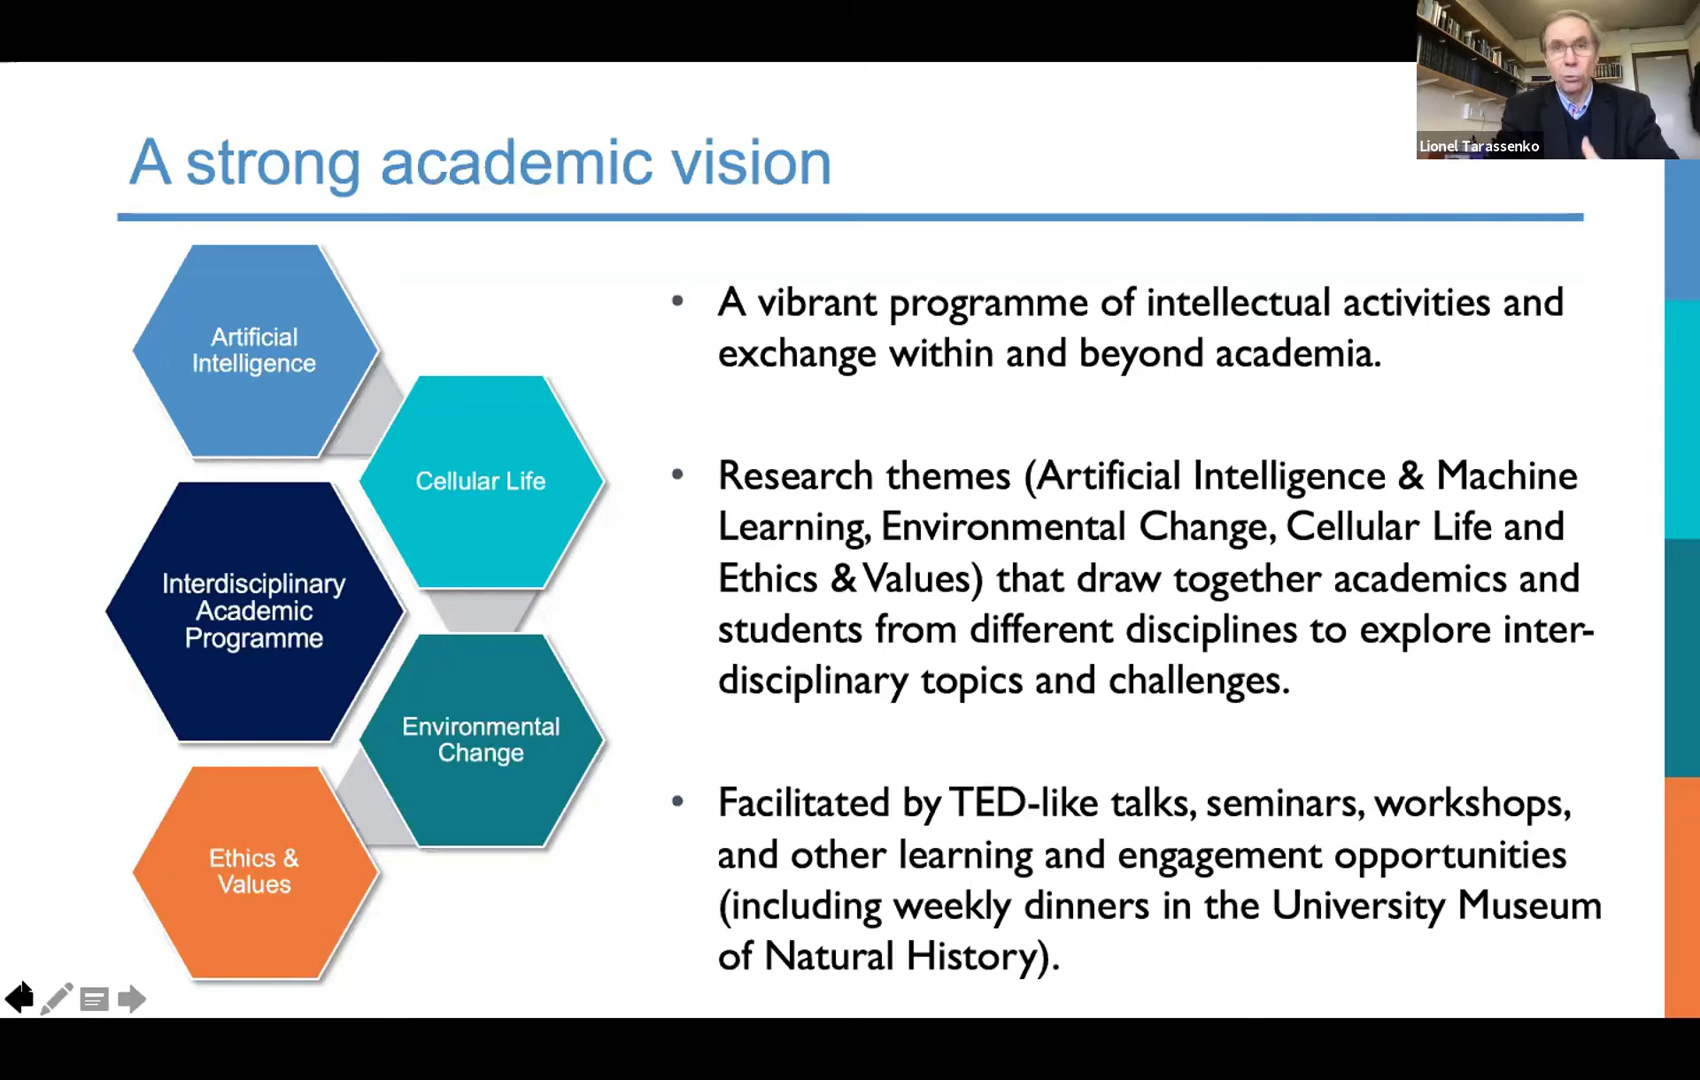 Lionel Tarassenko
A strong academic vision
Artificial
Intelligence
Cellular Life
Interdisciplinary
Academic
Programme
Environmental
Change
Ethics &
Values
• A vibrant programme of intellectual activities and
exchange within and beyond academia.
• Research themes (Artificial Intelligence & Machine
Learning, Environmental Change, Cellular Life and
Ethics & Values) that draw together academics and
students from different disciplines to explore inter-
disciplinary topics and challenges.
• Facilitated by TED-like talks, seminars, workshops,
and other learning and engagement opportunities
(including weekly dinners in the University Museum
of Natural History).